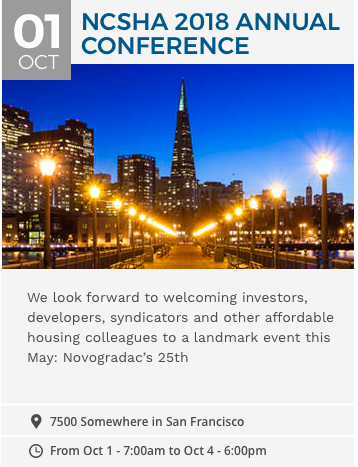 01
OCT
NCSHA 2018 ANNUAL
CONFERENCE
We look forward to welcoming investors,
developers, syndicators and other affordable
housing colleagues to a landmark event this
May: Novogradac's 25th
7500 Somewhere in San Francisco
From Oct 1 - 7:00am to Oct 4 - 6:00pm